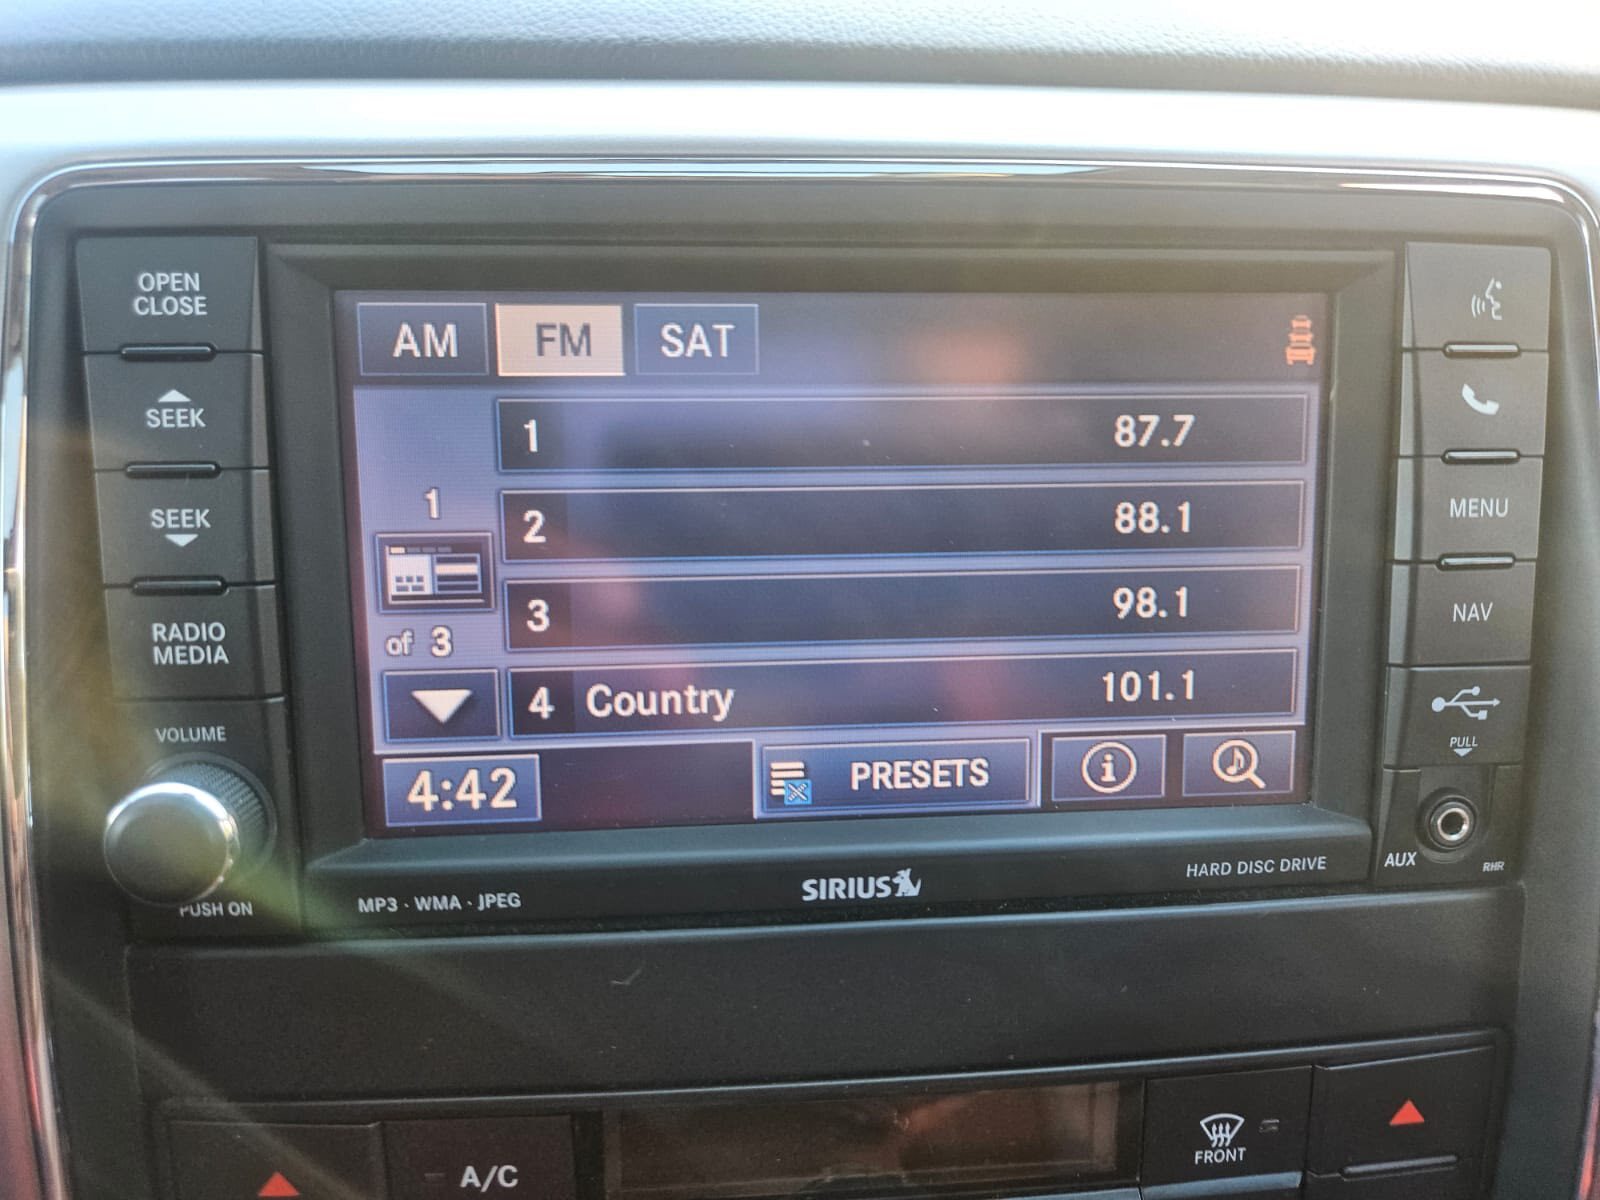 OPEN
CLOSE
SEEK
SEEK
RADIO
MEDIA
VOLUME
PUSH ON
AM FM SAT
1 87.7
2 88.1
3 98.1
4 Country 101.1
1
of 3
4:42 PRESETS i
MP3 · WMA · JPEG
SIRIUS
HARD DISC DRIVE
MENU
NAV
PULL
AUX
RHR
A/C
FRONT